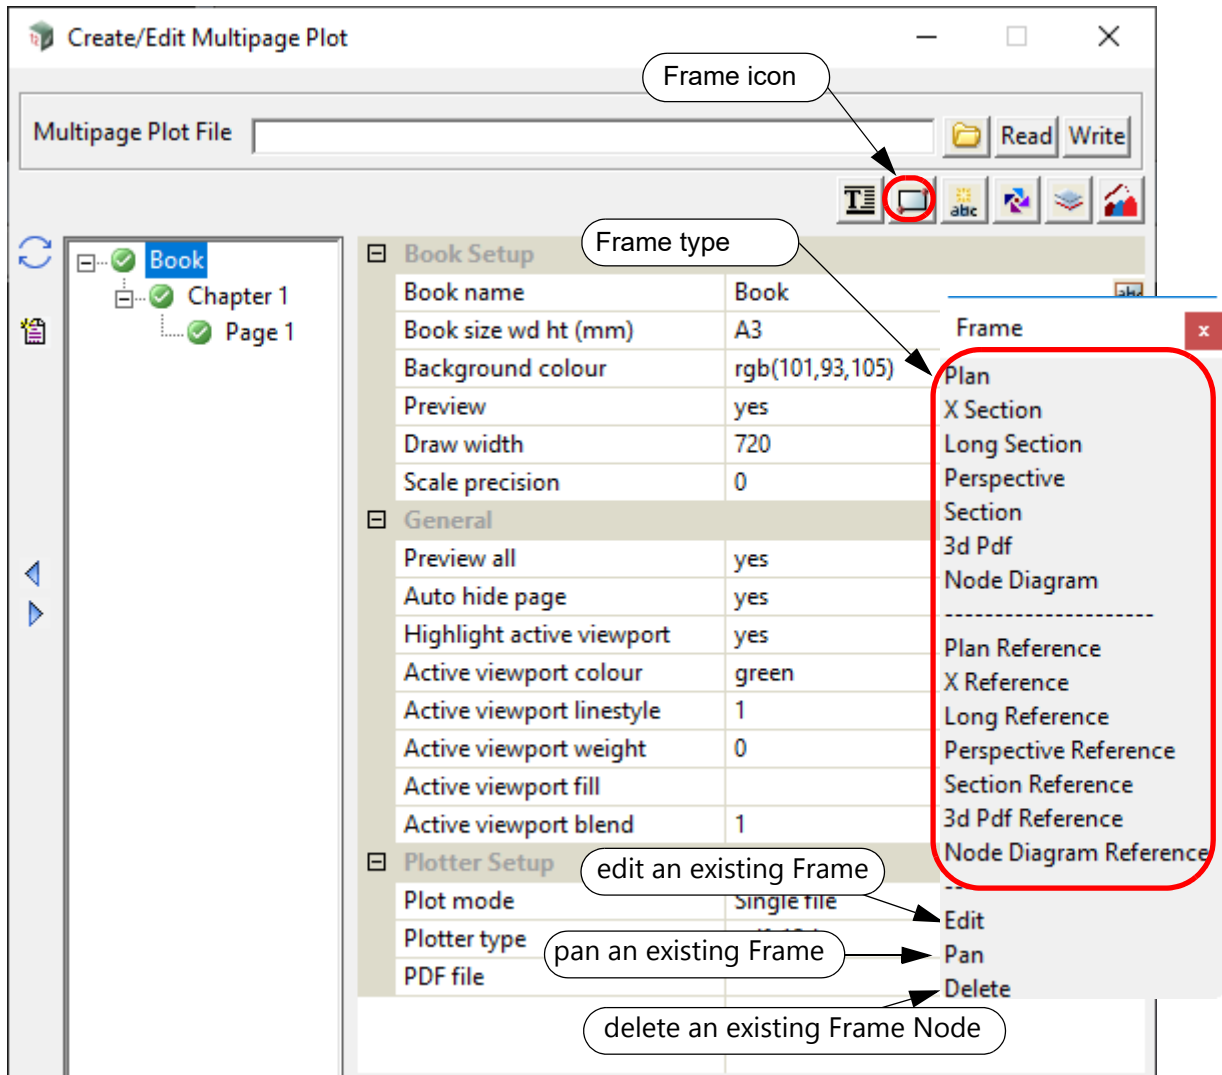 Create/Edit Multipage Plot
Frame icon
Multipage Plot File
Read Write
abc
Frame type
Book
Chapter 1
Page 1
Book Setup
Book name Book
Book size wd ht (mm) A3
Background colour rgb(101,93,105)
Preview yes
Draw width 720
Scale precision 0
General
Preview all yes
Auto hide page yes
Highlight active viewport yes
Active viewport colour green
Active viewport linestyle 1
Active viewport weight 0
Active viewport fill
Active viewport blend 1
Plotter Setup
Plot mode Single file
Plotter type
PDF file
Frame x
Plan
X Section
Long Section
Perspective
Section
3d Pdf
Node Diagram
---------------------
Plan Reference
X Reference
Long Reference
Perspective Reference
Section Reference
3d Pdf Reference
Node Diagram Reference
Edit
Pan
Delete
edit an existing Frame
pan an existing Frame
delete an existing Frame Node